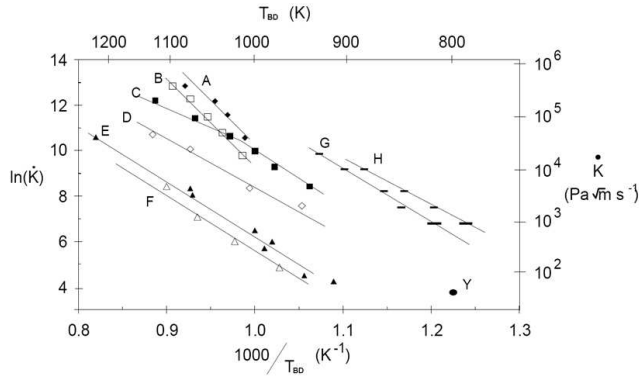 T_BD (K)
1200 1100 1000 900 800
14 12 10 8 6 4
ln(K̇)
A
B
C
D
E
F
G
H
Y
10^6 10^5 10^4 10^3 10^2
K̇
(Pa√m s^-1)
0.8 0.9 1.0 1.1 1.2 1.3
1000/T_BD (K^-1)